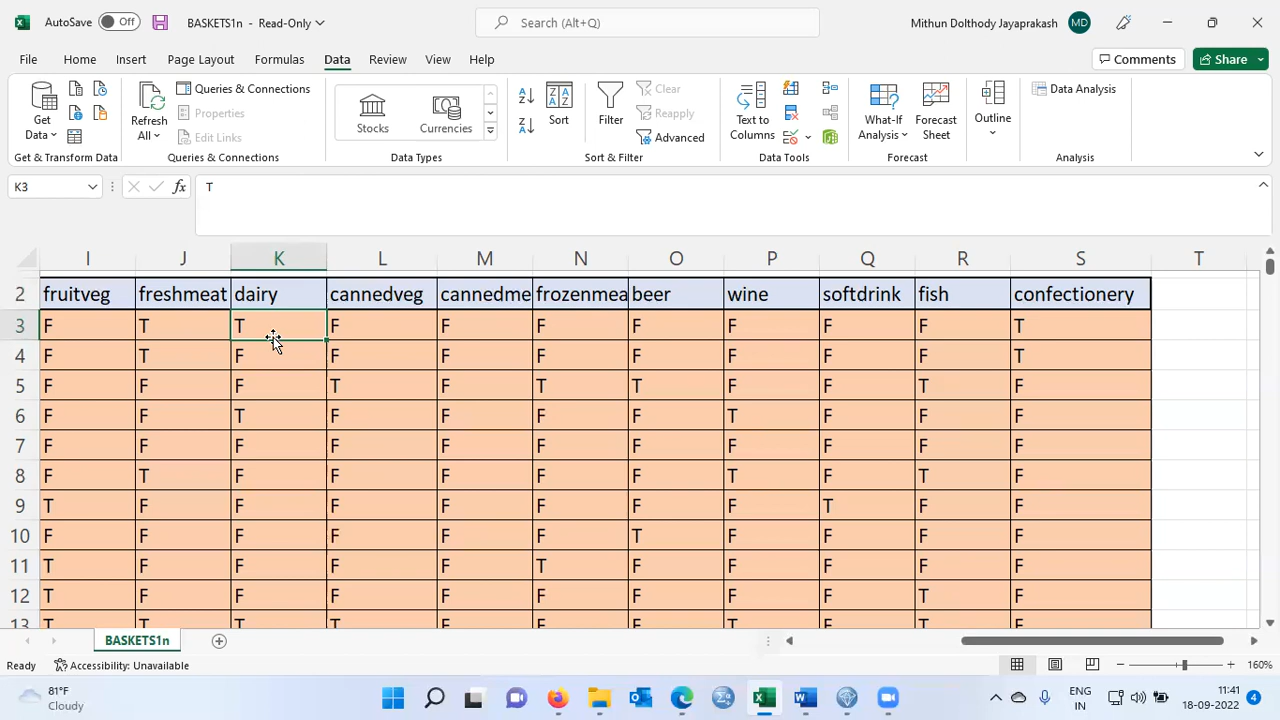 AutoSave Off BASKETS1n - Read-Only Search (Alt+Q) Mithun Dolthody Jayaprakash MD
File Home Insert Page Layout Formulas Data Review View Help Comments Share
Get Data Refresh All Queries & Connections Properties Edit Links Stocks Currencies Sort Filter Clear Reapply Advanced Text to Columns What-If Analysis Forecast Sheet Outline Data Analysis
Get & Transform Data Queries & Connections Data Types Sort & Filter Data Tools Forecast Analysis
K3 fx T
I J K L M N O P Q R S T
2 fruitveg freshmeat dairy cannedveg cannedme frozenmea beer wine softdrink fish confectionery
3 F T T F F F F F F F T
4 F T F F F F F F F F T
5 F F F T F T T F F T F
6 F F T F F F F T F F F
7 F F F F F F F F F F F
8 F T F F F F F T F T F
9 T F F F F F F F T F F
10 F F F F F F T F F F F
11 T F F F F T F F F F F
12 T F F F F F F F F T F
13 T T T T F F F T F T F
BASKETS1n
Ready Accessibility: Unavailable 160%
81°F
Cloudy
ENG
IN
11:41
18-09-2022
4